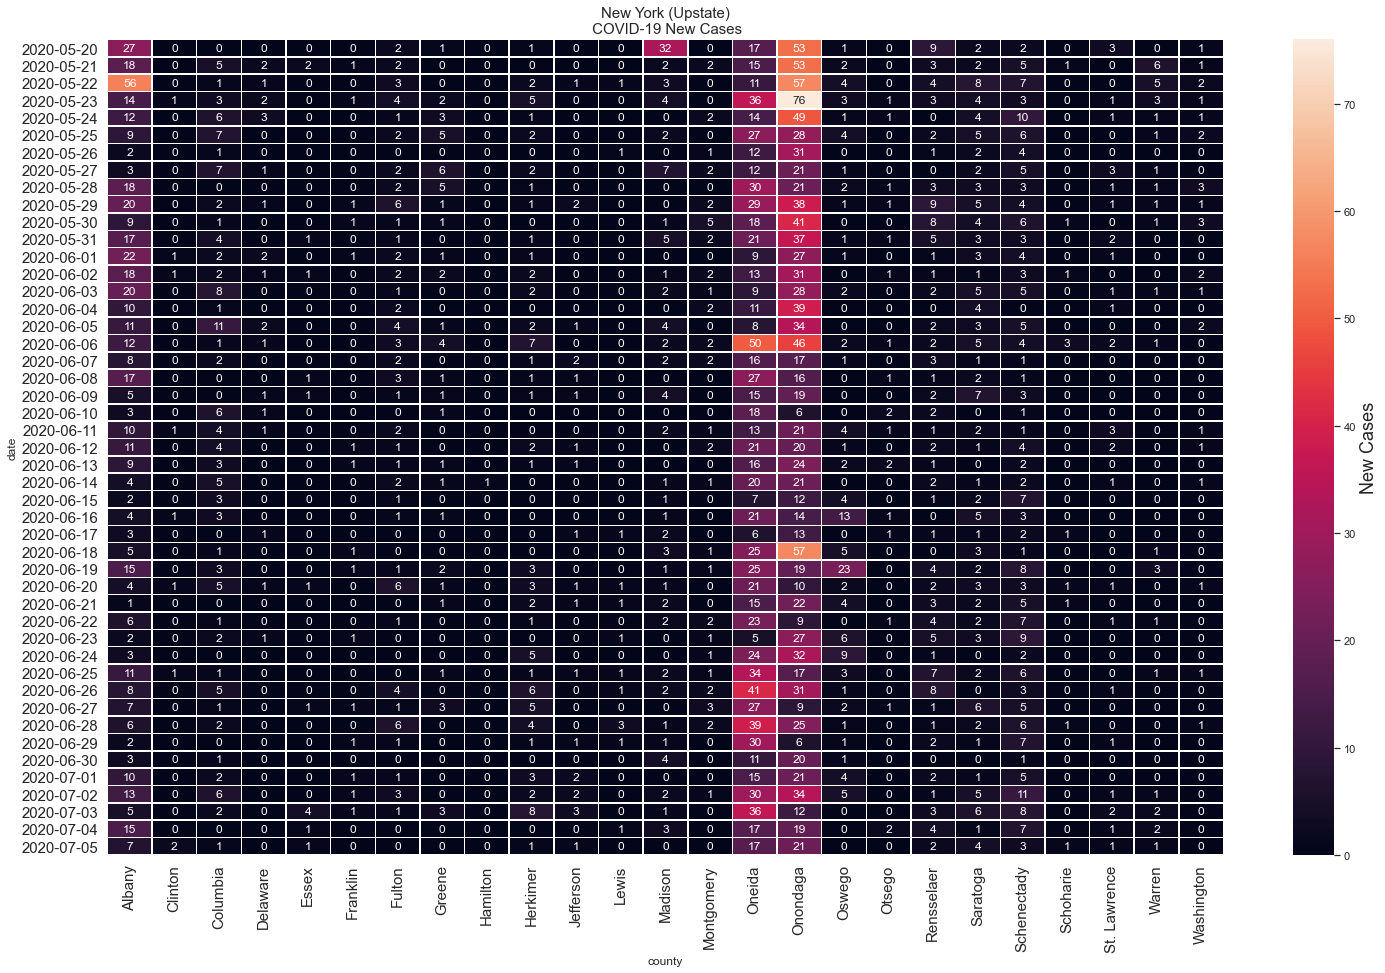 New York (Upstate)
COVID-19 New Cases
2020-05-20 27 0 0 0 0 0 2 1 0 1 0 0 32 0 17 53 1 0 9 2 2 0 3 0 1
2020-05-21 18 0 5 2 2 1 2 0 0 0 0 0 2 2 15 53 2 0 3 2 5 1 0 6 1
2020-05-22 56 0 1 1 0 0 3 0 0 2 1 1 3 0 11 57 4 0 4 8 7 0 0 5 2
2020-05-23 14 1 3 2 0 1 4 2 0 5 0 0 4 0 36 76 3 1 3 4 3 0 1 3 1
2020-05-24 12 0 6 3 0 0 1 3 0 1 0 0 0 2 14 49 1 1 0 4 10 0 1 1 1
2020-05-25 9 0 7 0 0 0 2 5 0 2 0 0 2 0 27 28 4 0 2 5 6 0 0 1 2
2020-05-26 2 0 1 0 0 0 0 0 0 0 0 1 0 1 12 31 0 0 1 2 4 0 0 0 0
2020-05-27 3 0 7 1 0 0 2 6 0 2 0 0 7 2 12 21 1 0 0 2 5 0 3 1 0
2020-05-28 18 0 0 0 0 0 2 5 0 1 0 0 0 0 30 21 2 1 3 3 3 0 1 1 3
2020-05-29 20 0 2 1 0 1 6 1 0 1 2 0 0 2 29 38 1 1 9 5 4 0 1 1 1
2020-05-30 9 0 1 0 0 1 1 1 0 0 0 0 1 5 18 41 0 0 8 4 6 1 0 1 3
2020-05-31 17 0 4 0 1 0 1 0 0 1 0 0 5 2 21 37 1 1 5 3 3 0 2 0 0
2020-06-01 22 1 2 2 0 1 2 1 0 1 0 0 0 0 9 27 1 0 1 3 4 0 1 0 0
2020-06-02 18 1 2 1 1 0 2 2 0 2 0 0 1 2 13 31 0 1 1 1 3 1 0 0 2
2020-06-03 20 0 8 0 0 0 1 0 0 2 0 0 2 1 9 28 2 0 2 5 5 0 1 1 1
2020-06-04 10 0 1 0 0 0 2 0 0 0 0 0 0 2 11 39 0 0 0 4 0 0 1 0 0
2020-06-05 11 0 11 2 0 0 4 1 0 2 1 0 4 0 8 34 0 0 2 3 5 0 0 0 2
2020-06-06 12 0 1 1 0 0 3 4 0 7 0 0 2 2 50 46 2 1 2 5 4 3 2 1 0
2020-06-07 8 0 2 0 0 0 2 0 0 1 2 0 2 2 16 17 1 0 3 1 1 0 0 0 0
2020-06-08 17 0 0 0 1 0 3 1 0 1 1 0 0 0 27 16 0 1 1 2 1 0 0 0 0
2020-06-09 5 0 0 1 1 0 1 1 0 1 1 0 4 0 15 19 0 0 2 7 3 0 0 0 0
2020-06-10 3 0 6 1 0 0 0 1 0 0 0 0 0 0 18 6 0 2 2 0 1 0 0 0 0
2020-06-11 10 1 4 1 0 0 2 0 0 0 0 0 2 1 13 21 4 1 1 2 1 0 3 0 1
2020-06-12 11 0 4 0 0 1 1 0 0 2 1 0 0 2 21 20 1 0 2 1 4 0 2 0 1
2020-06-13 9 0 3 0 0 1 1 1 0 1 1 0 0 0 16 24 2 2 1 0 2 0 0 0 0
2020-06-14 4 0 5 0 0 0 2 1 1 0 0 0 1 1 20 21 0 0 2 1 2 0 1 0 1
2020-06-15 2 0 3 0 0 0 1 0 0 0 0 0 1 0 7 12 4 0 1 2 7 0 0 0 0
2020-06-16 4 1 3 0 0 0 1 1 0 0 0 0 1 0 21 14 13 1 0 5 3 0 0 0 0
2020-06-17 3 0 0 1 0 0 0 0 0 0 1 1 2 0 6 13 0 1 1 1 2 1 0 0 0
2020-06-18 5 0 1 0 0 1 0 0 0 0 0 0 3 1 25 57 5 0 0 3 1 0 0 1 0
2020-06-19 15 0 3 0 0 1 1 2 0 3 0 0 1 1 25 19 23 0 4 2 8 0 0 3 0
2020-06-20 4 1 5 1 1 0 6 1 0 3 1 1 1 0 21 10 2 0 2 3 3 1 1 0 1
2020-06-21 1 0 0 0 0 0 0 1 0 2 1 1 2 0 15 22 4 0 3 2 5 1 0 0 0
2020-06-22 6 0 1 0 0 0 1 0 0 0 0 0 2 2 23 9 0 1 4 2 7 0 1 1 0
2020-06-23 2 0 2 1 0 1 0 0 0 0 0 1 0 1 5 27 6 0 5 3 9 0 0 0 0
2020-06-24 3 0 0 0 0 0 0 0 0 5 0 0 0 1 24 32 9 0 1 0 2 0 0 0 0
2020-06-25 11 1 1 0 0 0 0 1 0 1 1 1 2 1 34 17 3 0 7 2 6 0 0 1 1
2020-06-26 8 0 5 0 0 0 4 0 0 6 0 1 2 2 41 31 1 0 8 0 3 0 1 0 0
2020-06-27 7 0 1 0 1 1 1 3 0 5 0 0 0 3 27 9 2 1 1 6 5 0 0 0 0
2020-06-28 6 0 2 0 0 0 6 0 0 4 0 3 1 2 39 25 1 0 1 2 6 1 0 0 1
2020-06-29 2 0 0 0 0 1 1 0 0 1 1 1 1 0 30 6 1 0 2 1 7 0 1 0 0
2020-06-30 3 0 1 0 0 0 0 0 0 0 0 0 4 0 11 20 1 0 0 0 1 0 0 0 0
2020-07-01 10 0 2 0 0 1 1 0 0 3 2 0 0 0 15 21 4 0 2 1 5 0 0 0 0
2020-07-02 13 0 6 0 0 1 3 0 0 2 2 0 2 1 30 34 5 0 1 5 11 0 1 1 0
2020-07-03 5 0 2 0 4 1 1 3 0 8 3 0 1 0 36 12 0 0 3 6 8 0 2 2 0
2020-07-04 15 0 0 0 1 0 0 0 0 0 0 1 3 0 17 19 0 2 4 1 7 0 1 2 0
2020-07-05 7 2 1 0 1 0 0 0 0 1 1 0 0 0 17 21 0 0 2 4 3 1 1 1 0
Albany Clinton Columbia Delaware Essex Franklin Fulton Greene Hamilton Herkimer Jefferson Lewis Madison Montgomery Oneida Onondaga Oswego Otsego Rensselaer Saratoga Schenectady Schoharie St. Lawrence Warren Washington
county
date
70
60
50
40
30
20
10
0
New Cases